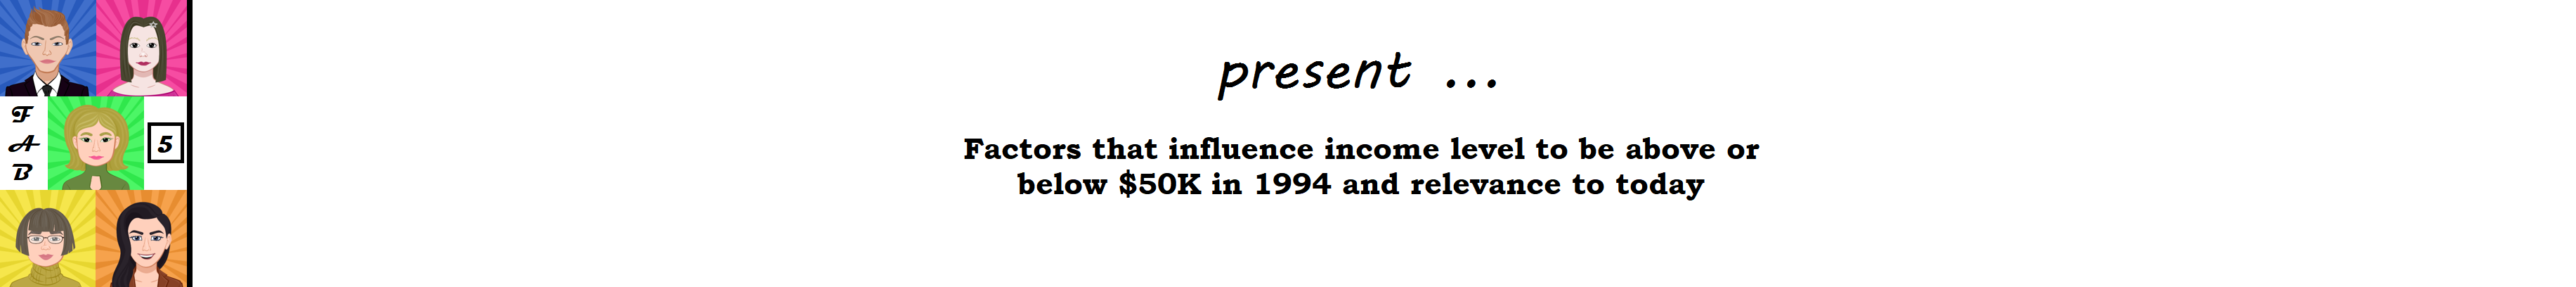 F
A
B
5
present ...
Factors that influence income level to be above or
below $50K in 1994 and relevance to today